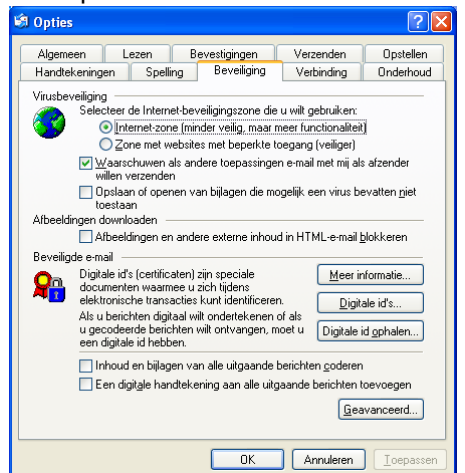 Opties
Algemeen Lezen Bevestigingen Verzenden Opstellen
Handtekeningen Spelling Beveiliging Verbinding Onderhoud
Virusbeveiliging
Selecteer de Internet-beveiligingszone die u wilt gebruiken:
Internet-zone (minder veilig, maar meer functionaliteit)
Zone met websites met beperkte toegang (veiliger)
Waarschuwen als andere toepassingen e-mail met mij als afzender
willen verzenden
Opslaan of openen van bijlagen die mogelijk een virus bevatten niet
toestaan
Afbeeldingen downloaden
Afbeeldingen en andere externe inhoud in HTML-e-mail blokkeren
Beveiligde e-mail
Digitale id's (certificaten) zijn speciale
documenten waarmee u zich tijdens
elektronische transacties kunt identificeren.
Meer informatie...
Digitale id's...
Als u berichten digitaal wilt ondertekenen of als
u gecodeerde berichten wilt ontvangen, moet u
een digitale id hebben.
Digitale id ophalen...
Inhoud en bijlagen van alle uitgaande berichten coderen
Een digitale handtekening aan alle uitgaande berichten toevoegen
Geavanceerd...
OK Annuleren Toepassen